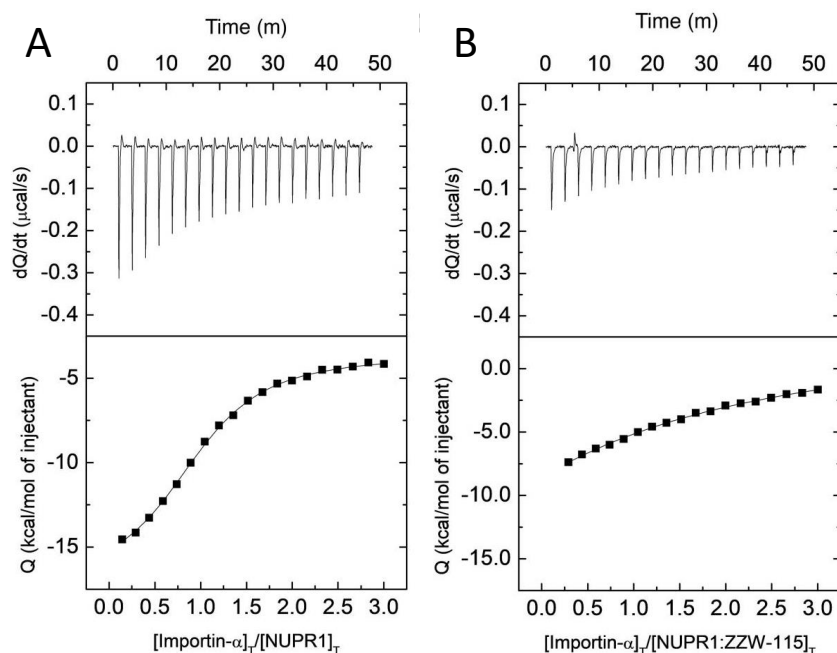 A
Time (m)
0 10 20 30 40 50
0.1
0.0
-0.1
-0.2
-0.3
-0.4
dQ/dt (μcal/s)
-5
-10
-15
Q (kcal/mol of injectant)
0.0 0.5 1.0 1.5 2.0 2.5 3.0
[Importin-α]T/[NUPR1]T
B
Time (m)
0 10 20 30 40 50
0.1
0.0
-0.1
-0.2
-0.3
-0.4
dQ/dt (μcal/s)
0.0
-5.0
-10.0
-15.0
Q (kcal/mol of injectant)
0.0 0.5 1.0 1.5 2.0 2.5 3.0
[Importin-α]T/[NUPR1:ZZW-115]T